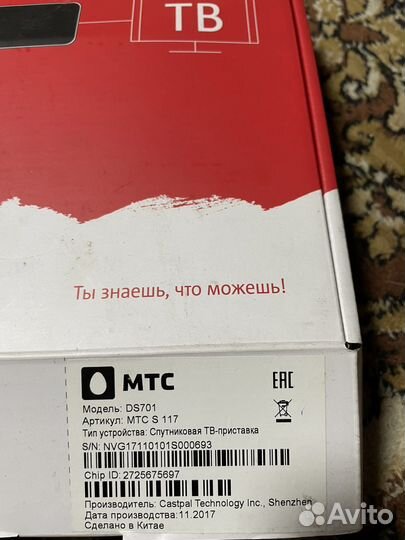 ТВ
Ты знаешь, что можешь!
МТС
EAC
Модель: DS701
Артикул: МТС S 117
Тип устройства: Спутниковая ТВ-приставка
S/N: NVG17110101S000693
Chip ID: 2725675697
Производитель: Castpal Technology Inc., Shenzhen
Дата производства: 11.2017
Сделано в Китае
Avito